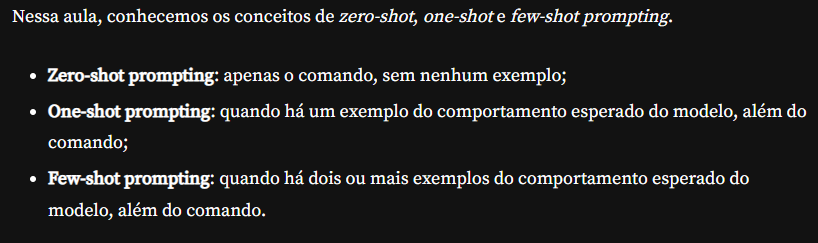 Nessa aula, conhecemos os conceitos de zero-shot, one-shot e few-shot prompting.
• Zero-shot prompting: apenas o comando, sem nenhum exemplo;
• One-shot prompting: quando há um exemplo do comportamento esperado do modelo, além do
comando;
• Few-shot prompting: quando há dois ou mais exemplos do comportamento esperado do
modelo, além do comando.